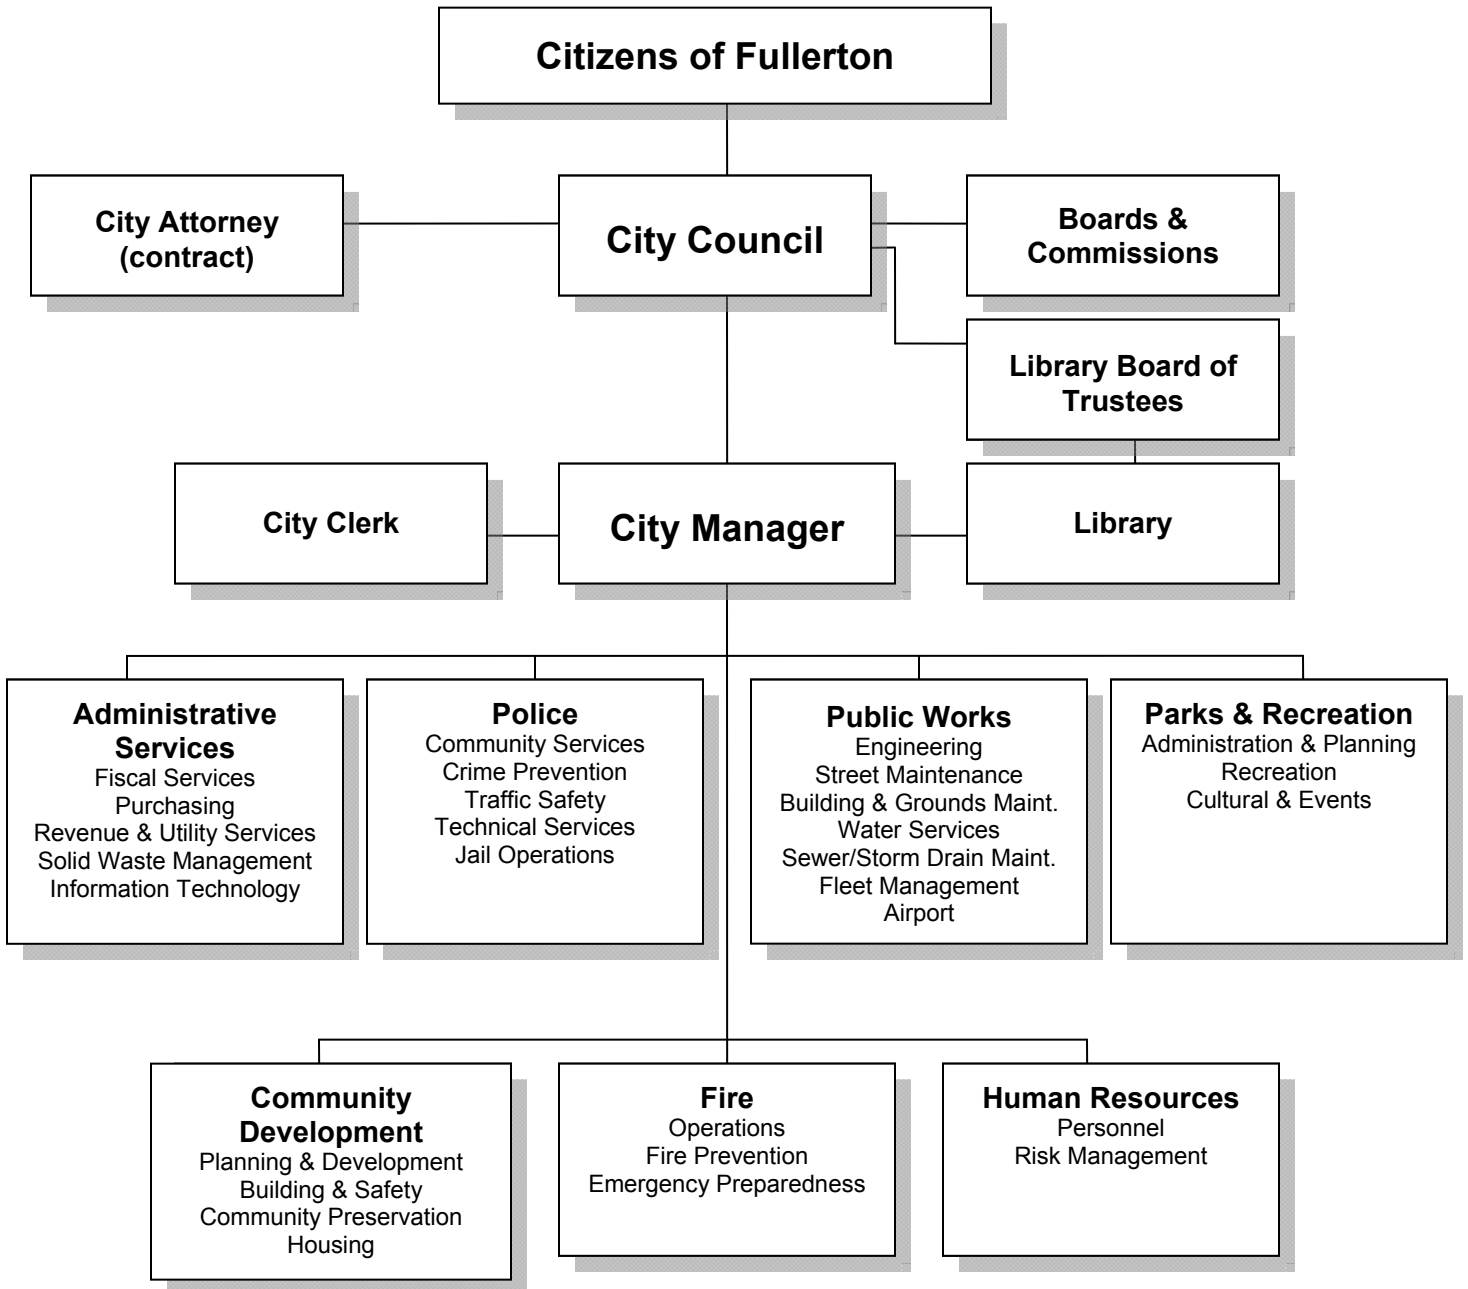 Citizens of Fullerton
City Attorney
(contract)
City Council
Boards &
Commissions
Library Board of
Trustees
City Clerk
City Manager
Library
Administrative
Services
Fiscal Services
Purchasing
Revenue & Utility Services
Solid Waste Management
Information Technology
Police
Community Services
Crime Prevention
Traffic Safety
Technical Services
Jail Operations
Public Works
Engineering
Street Maintenance
Building & Grounds Maint.
Water Services
Sewer/Storm Drain Maint.
Fleet Management
Airport
Parks & Recreation
Administration & Planning
Recreation
Cultural & Events
Community
Development
Planning & Development
Building & Safety
Community Preservation
Housing
Fire
Operations
Fire Prevention
Emergency Preparedness
Human Resources
Personnel
Risk Management